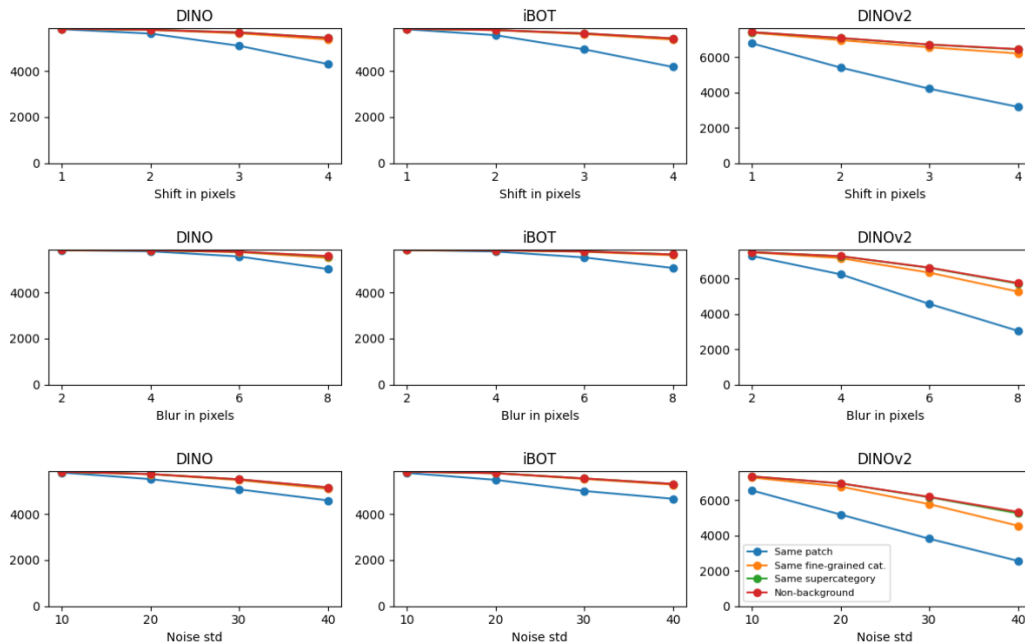 DINO
iBOT
DINOv2
4000
2000
0
1 2 3 4
Shift in pixels
4000
2000
0
1 2 3 4
Shift in pixels
6000
4000
2000
0
1 2 3 4
Shift in pixels
DINO
iBOT
DINOv2
4000
2000
0
2 4 6 8
Blur in pixels
4000
2000
0
2 4 6 8
Blur in pixels
6000
4000
2000
0
2 4 6 8
Blur in pixels
DINO
iBOT
DINOv2
4000
2000
0
10 20 30 40
Noise std
4000
2000
0
10 20 30 40
Noise std
6000
4000
2000
0
Same patch
Same fine-grained cat.
Same supercategory
Non-background
10 20 30 40
Noise std